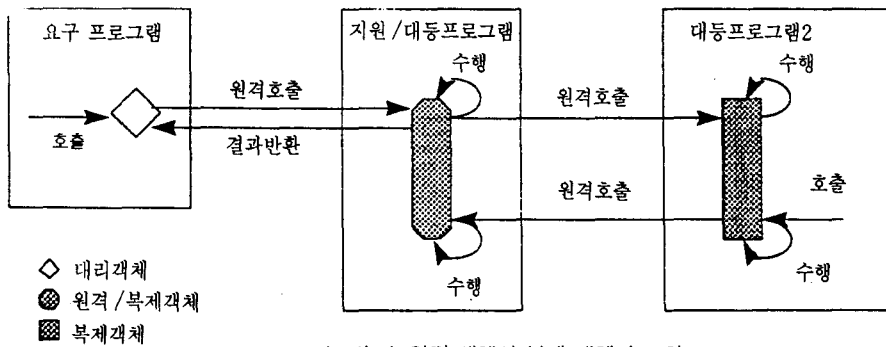 요구 프로그램
지원/대등프로그램
대등프로그램2
수행
수행
원격호출
원격호출
호출
결과반환
원격호출
호출
수행
수행
대리객체
원격/복제객체
복제객체